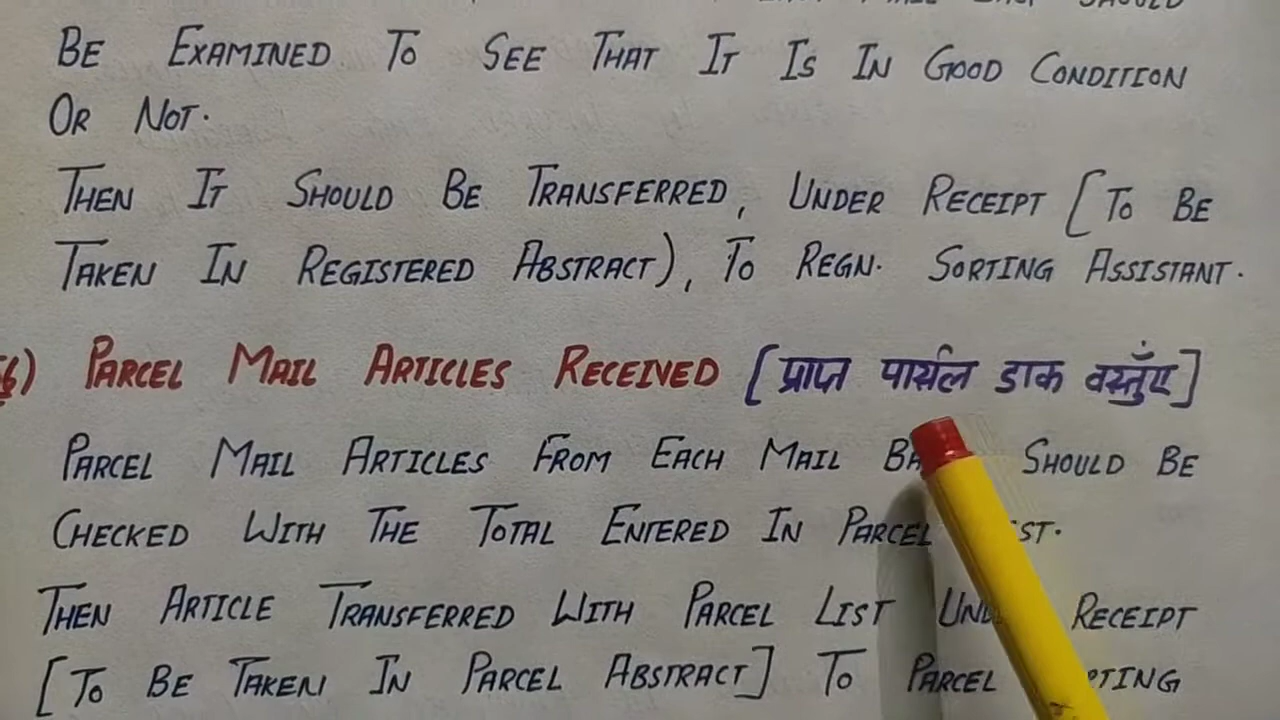 BE EXAMINED TO SEE THAT IT IS IN GOOD CONDITION
OR NOT.
THEN IT SHOULD BE TRANSFERRED, UNDER RECEIPT [TO BE
TAKEN IN REGISTERED ABSTRACT), TO REGN. SORTING ASSISTANT.
6) PARCEL MAIL ARTICLES RECEIVED [प्राप्त पार्सल डाक वस्तुएँ]
PARCEL MAIL ARTICLES FROM EACH MAIL SHOULD BE
CHECKED WITH THE TOTAL ENTERED IN PARCEL
THEN ARTICLE TRANSFERRED WITH PARCEL LIST RECEIPT
[TO BE TAKEN IN PARCEL ABSTRACT] TO PARCEL